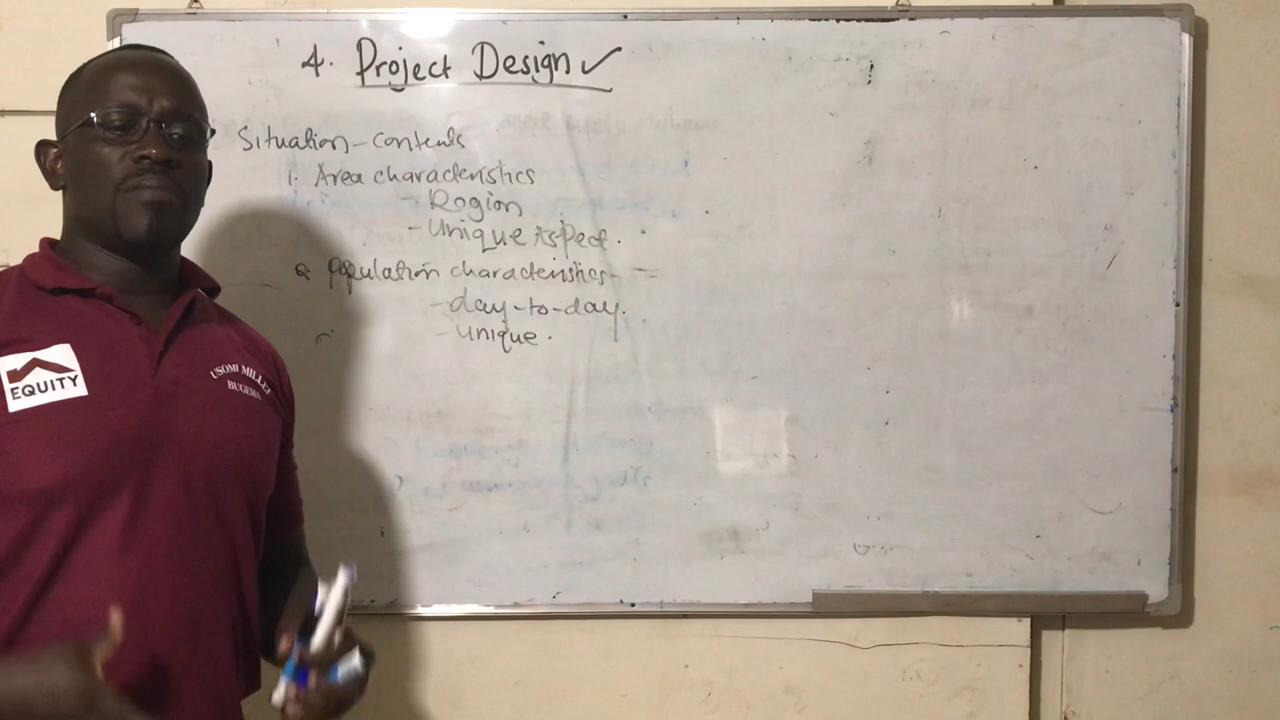 4. Project Design ✓
Situation - contents
1. Area characteristics
- Region
- Unique Aspect.
Population characteristics -
- day-to-day.
- Unique.
EQUITY
USOMI MILLET
BUGEMA